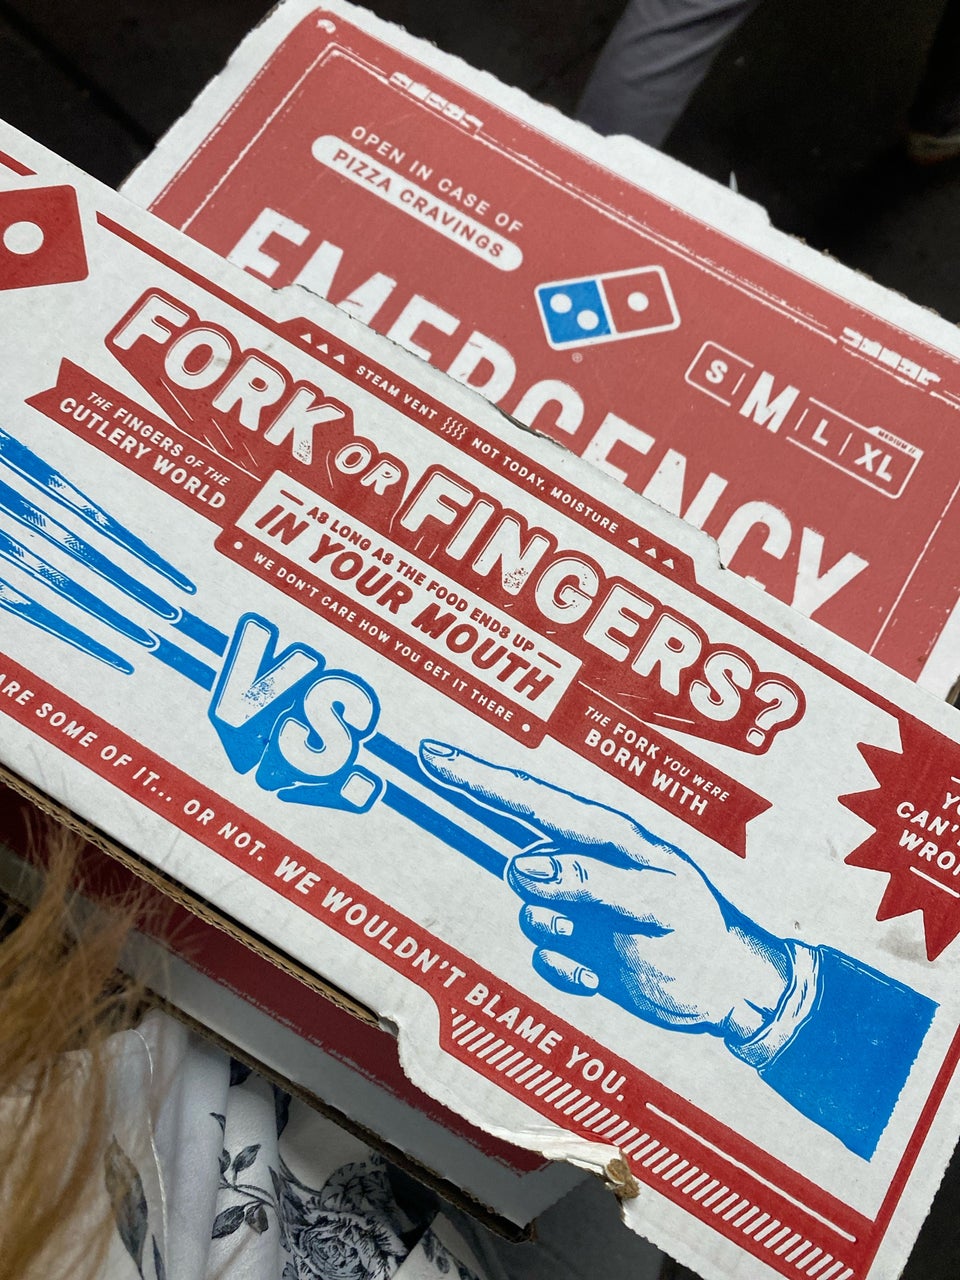 OPEN IN CASE OF
PIZZA CRAVINGS
EMERGENCY
®
S | M | L | XL
MEDIUM
STEAM VENT
NOT TODAY, MOISTURE
FORK OR FINGERS?
THE FINGERS OF THE
CUTLERY WORLD
AS LONG AS THE FOOD ENDS UP
IN YOUR MOUTH
WE DON'T CARE HOW YOU GET IT THERE
THE FORK YOU WERE
BORN WITH
VS.
ARE SOME OF IT... OR NOT. WE WOULDN'T BLAME YOU.